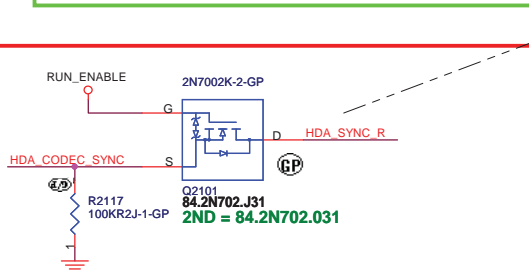 RUN_ENABLE
2N7002K-2-GP
G
D
HDA_SYNC_R
HDA_CODEC_SYNC
S
GP
Q2101
84.2N702.J31
2ND = 84.2N702.031
R2117
100KR2J-1-GP
1